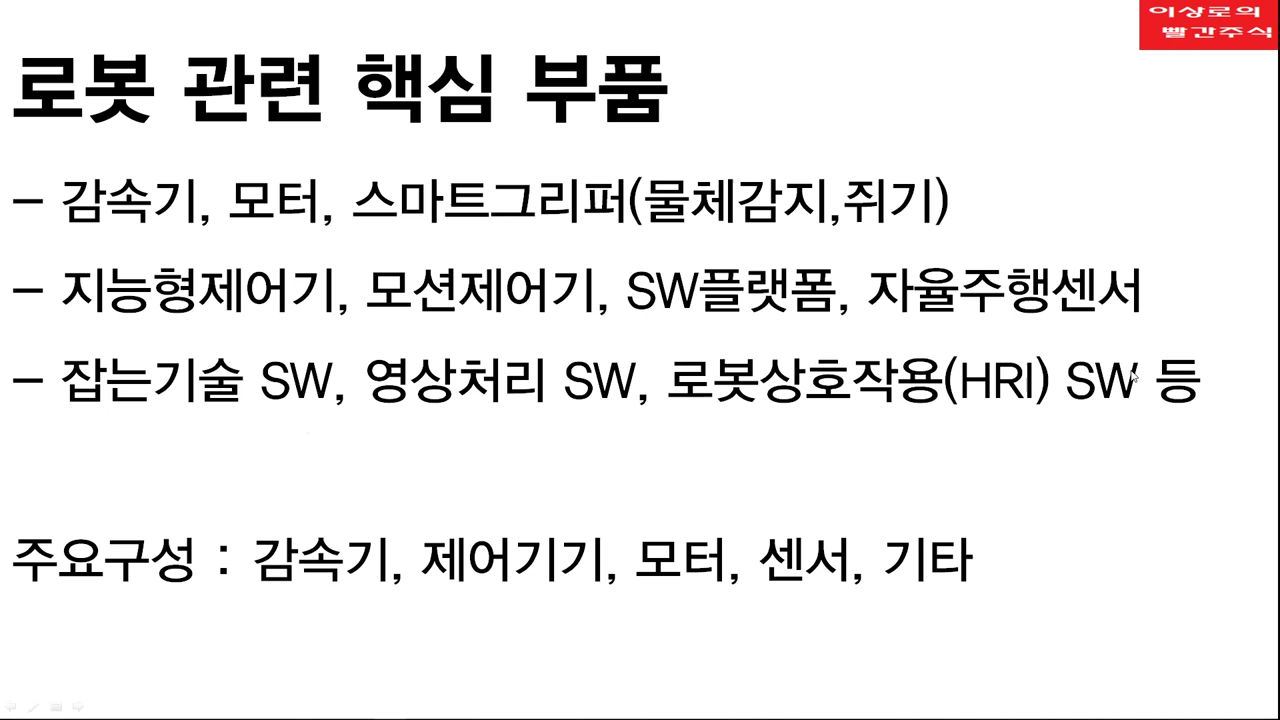 이상로의
빨간주식
로봇 관련 핵심 부품
- 감속기, 모터, 스마트그리퍼(물체감지,쥐기)
- 지능형제어기, 모션제어기, SW플랫폼, 자율주행센서
- 잡는기술 SW, 영상처리 SW, 로봇상호작용(HRI) SW 등
주요구성 : 감속기, 제어기기, 모터, 센서, 기타